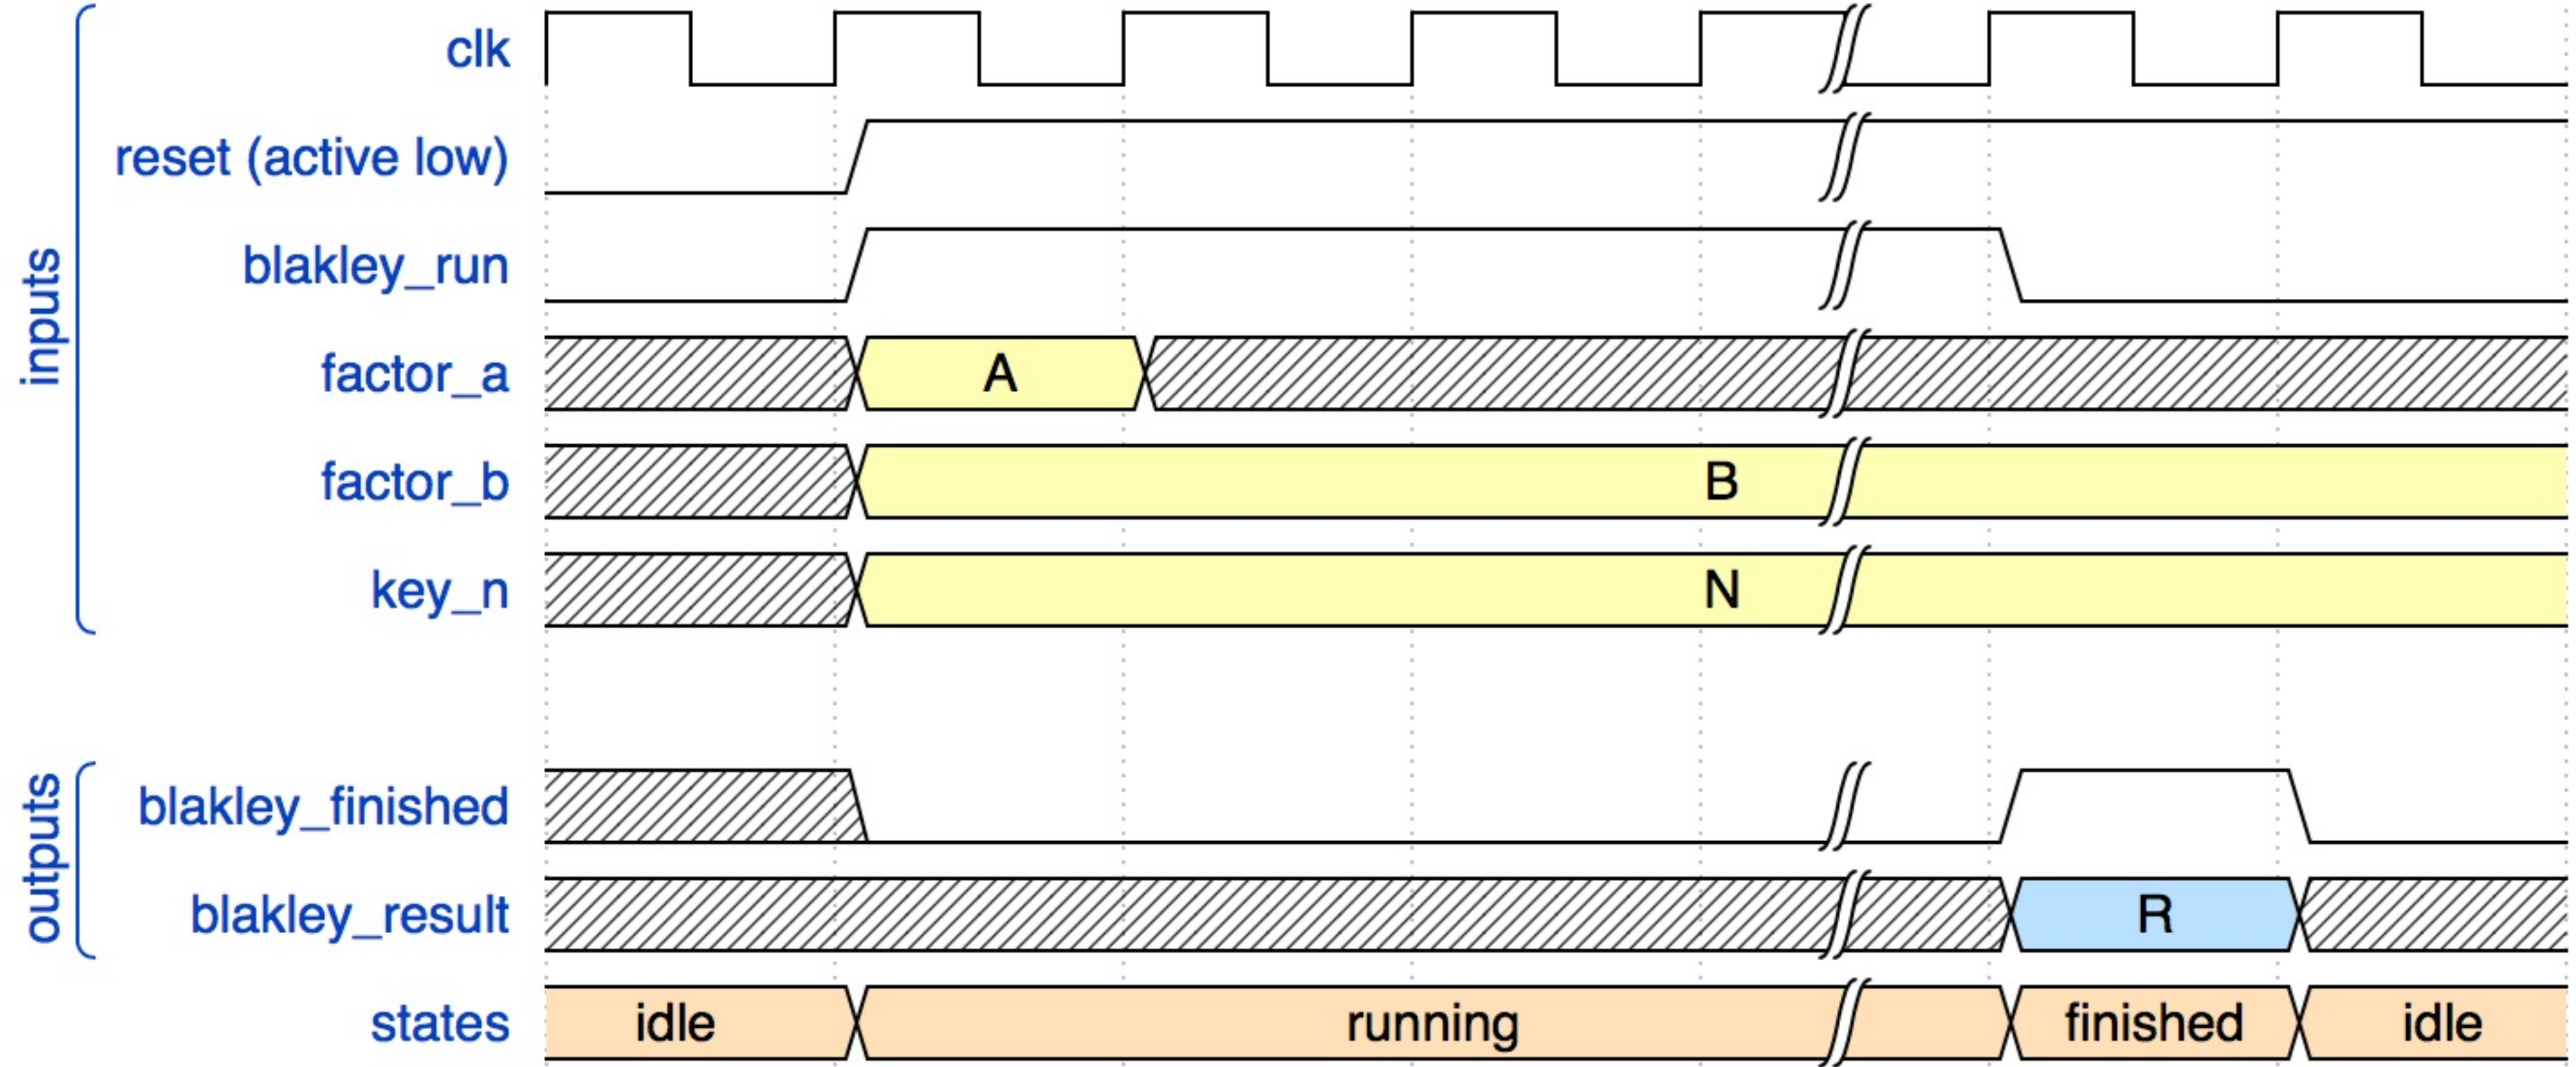 inputs
clk
reset (active low)
blakley_run
factor_a
A
factor_b
B
key_n
N
outputs
blakley_finished
blakley_result
R
states
idle
running
finished
idle